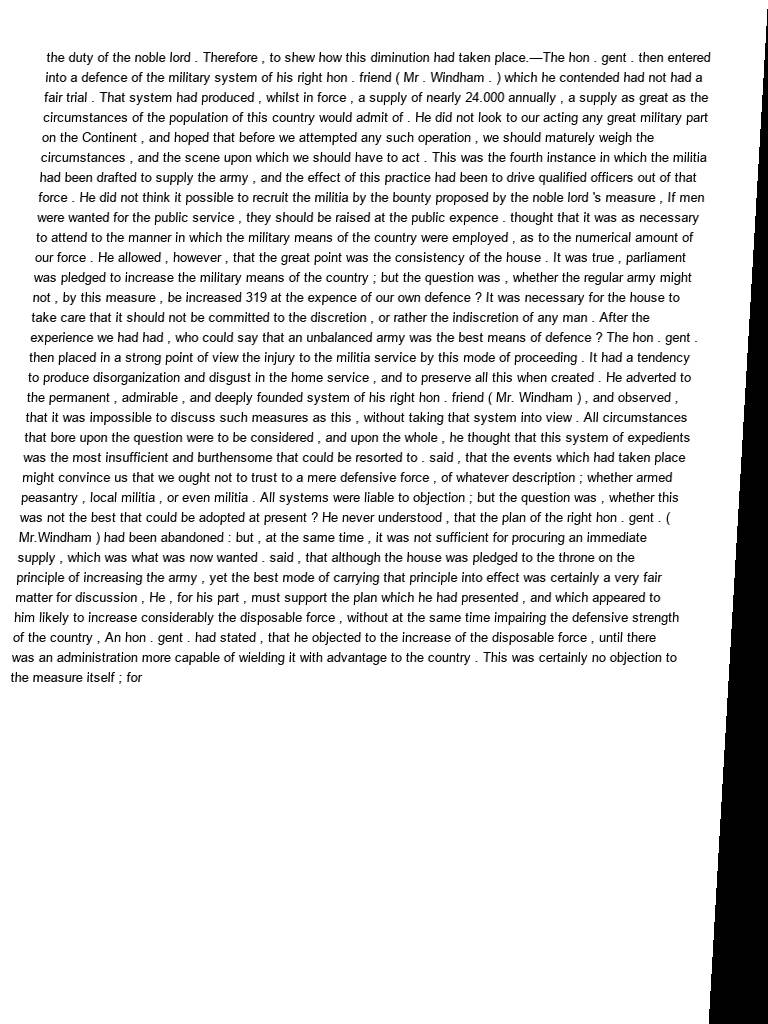 the duty of the noble lord . Therefore , to shew how this diminution had taken place.—The hon . gent . then entered
into a defence of the military system of his right hon . friend ( Mr . Windham . ) which he contended had not had a
fair trial . That system had produced , whilst in force , a supply of nearly 24.000 annually , a supply as great as the
circumstances of the population of this country would admit of . He did not look to our acting any great military part
on the Continent , and hoped that before we attempted any such operation , we should maturely weigh the
circumstances , and the scene upon which we should have to act . This was the fourth instance in which the militia
had been drafted to supply the army , and the effect of this practice had been to drive qualified officers out of that
force . He did not think it possible to recruit the militia by the bounty proposed by the noble lord 's measure , If men
were wanted for the public service , they should be raised at the public expence . thought that it was as necessary
to attend to the manner in which the military means of the country were employed , as to the numerical amount of
our force . He allowed , however , that the great point was the consistency of the house . It was true , parliament
was pledged to increase the military means of the country ; but the question was , whether the regular army might
not , by this measure , be increased 319 at the expence of our own defence ? It was necessary for the house to
take care that it should not be committed to the discretion , or rather the indiscretion of any man . After the
experience we had had , who could say that an unbalanced army was the best means of defence ? The hon . gent .
then placed in a strong point of view the injury to the militia service by this mode of proceeding . It had a tendency
to produce disorganization and disgust in the home service , and to preserve all this when created . He adverted to
the permanent , admirable , and deeply founded system of his right hon . friend ( Mr. Windham ) , and observed ,
that it was impossible to discuss such measures as this , without taking that system into view . All circumstances
that bore upon the question were to be considered , and upon the whole , he thought that this system of expedients
was the most insufficient and burthensome that could be resorted to . said , that the events which had taken place
might convince us that we ought not to trust to a mere defensive force , of whatever description ; whether armed
peasantry , local militia , or even militia . All systems were liable to objection ; but the question was , whether this
was not the best that could be adopted at present ? He never understood , that the plan of the right hon . gent . (
Mr.Windham ) had been abandoned : but , at the same time , it was not sufficient for procuring an immediate
supply , which was what was now wanted . said , that although the house was pledged to the throne on the
principle of increasing the army , yet the best mode of carrying that principle into effect was certainly a very fair
matter for discussion , He , for his part , must support the plan which he had presented , and which appeared to
him likely to increase considerably the disposable force , without at the same time impairing the defensive strength
of the country , An hon . gent . had stated , that he objected to the increase of the disposable force , until there
was an administration more capable of wielding it with advantage to the country . This was certainly no objection to
the measure itself ; for